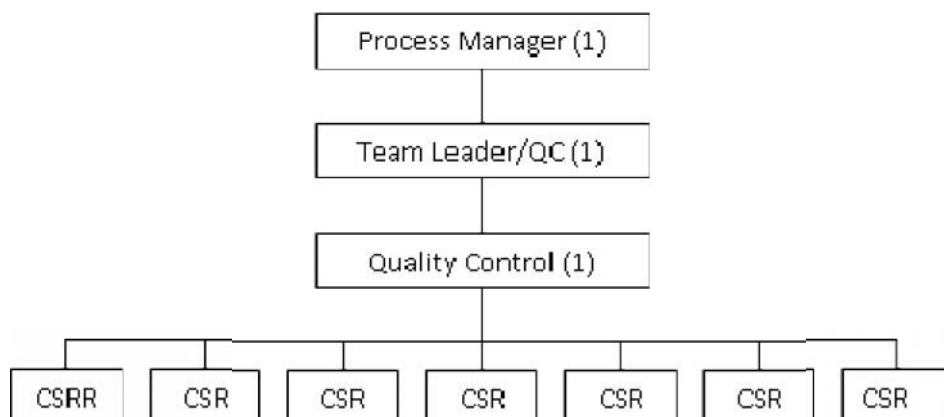 Process Manager (1)
Team Leader/QC (1)
Quality Control (1)
CSRR
CSR
CSR
CSR
CSR
CSR
CSR